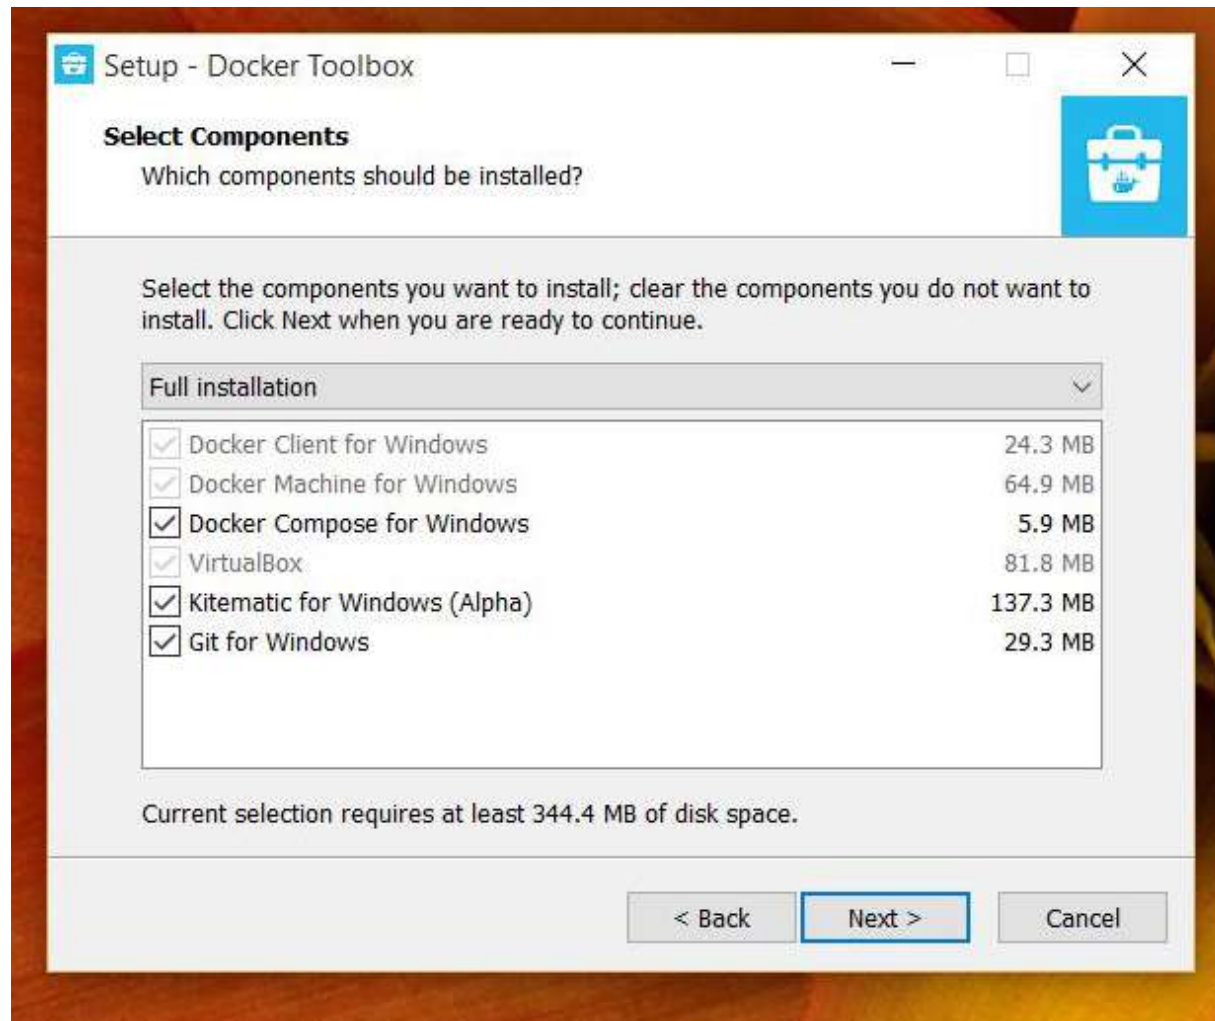 Setup - Docker Toolbox
Select Components
Which components should be installed?
Select the components you want to install; clear the components you do not want to
install. Click Next when you are ready to continue.
Full installation
Docker Client for Windows 24.3 MB
Docker Machine for Windows 64.9 MB
Docker Compose for Windows 5.9 MB
VirtualBox 81.8 MB
Kitematic for Windows (Alpha) 137.3 MB
Git for Windows 29.3 MB
Current selection requires at least 344.4 MB of disk space.
< Back Next > Cancel